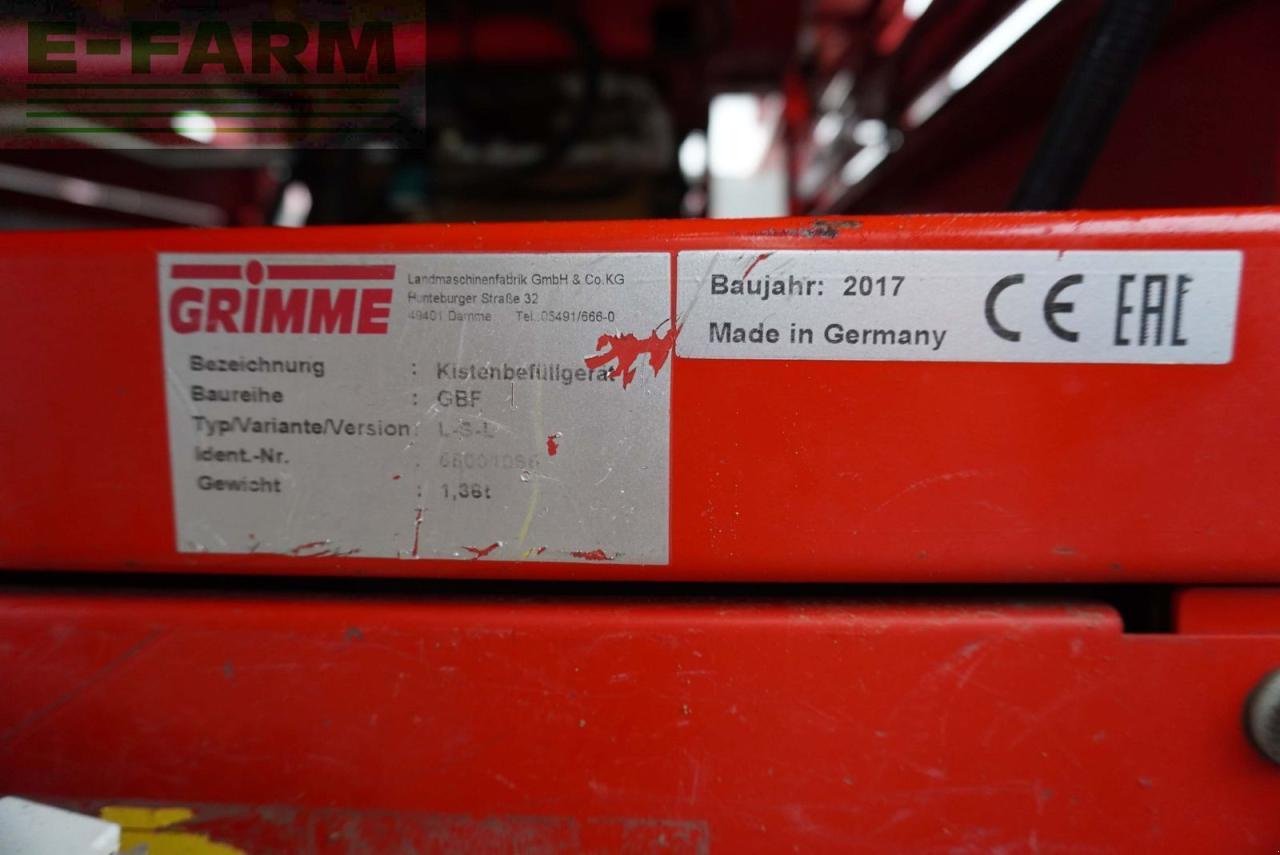 E-FARM
GRIMME
Landmaschinenfabrik GmbH & Co.KG
Hunteburger Straße 32
49401 Damme Tel.:05491/666-0
Bezeichnung : Kistenbefüllgerät
Baureihe : GBF
Typ/Variante/Version: L-S-L
Ident.-Nr. :
Gewicht : 1,38t
Baujahr: 2017
Made in Germany
CE EAC